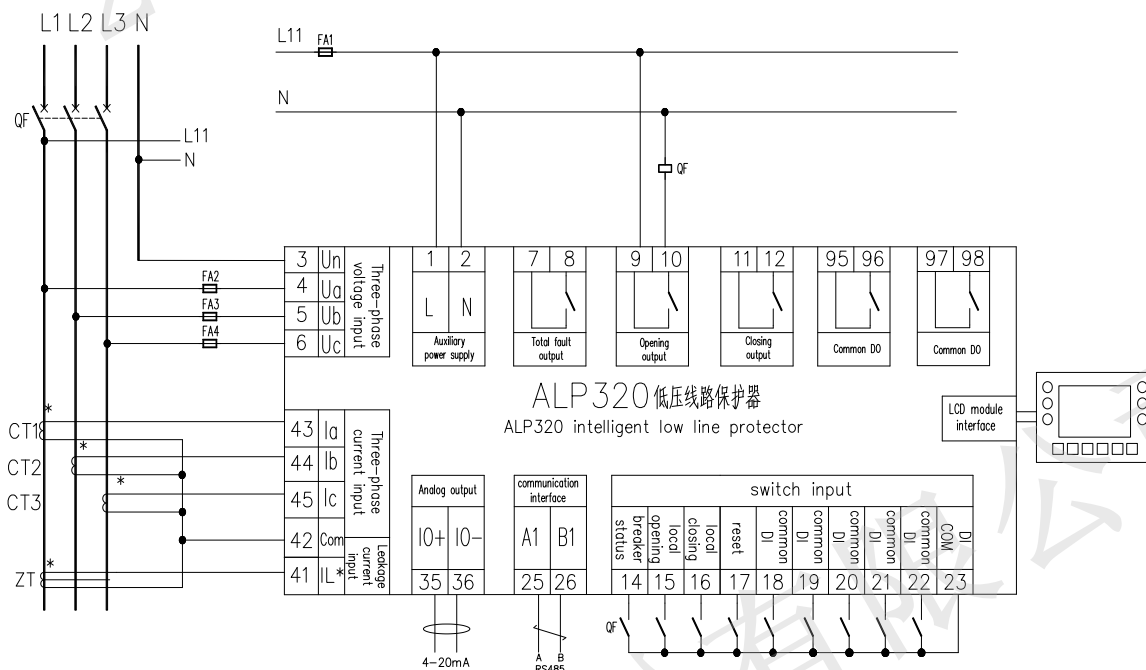 L1 L2 L3 N
QF
L11
N
L11
FA1
N
QF
3 Un
4 Ua
5 Ub
6 Uc
Three-phase
voltage input
FA2
FA3
FA4
1 2
L N
Auxiliary
power supply
7 8
Total fault
output
9 10
Opening
output
11 12
Closing
output
95 96
Common DO
97 98
Common DO
ALP320低压线路保护器
ALP320 intelligent low line protector
LCD module
interface
*
CT1
*
CT2
*
CT3
*
ZT
43 Ia
44 Ib
45 Ic
42 Com
41 IL*
Three-phase
current input
Leakage
current
input
Analog output
IO+ IO-
35 36
4-20mA
communication
interface
A1 B1
25 26
A B
RS485
switch input
breaker
status
local
opening
local
closing
reset
common
DI
common
DI
common
DI
common
DI
common
DI
DI
COM
14 15 16 17 18 19 20 21 22 23
QF
有限公司